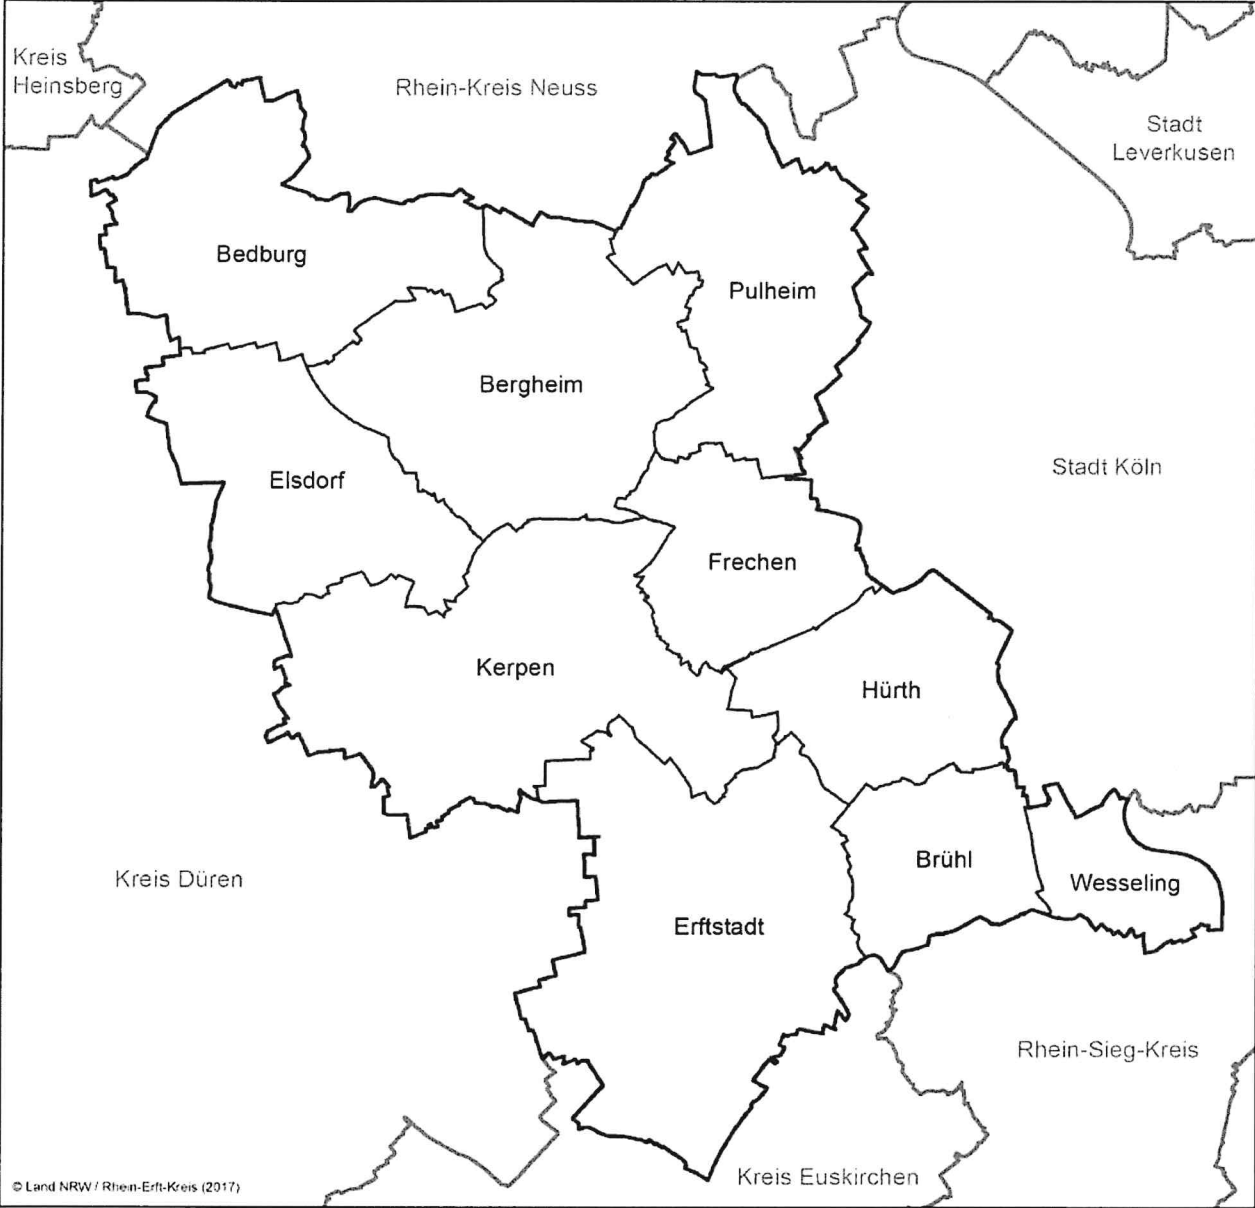 Kreis
Heinsberg
Rhein-Kreis Neuss
Stadt
Leverkusen
Bedburg
Pulheim
Bergheim
Stadt Köln
Elsdorf
Frechen
Kerpen
Hürth
Kreis Düren
Brühl
Wesseling
Erftstadt
Rhein-Sieg-Kreis
Kreis Euskirchen
© Land NRW / Rhein-Erft-Kreis (2017)